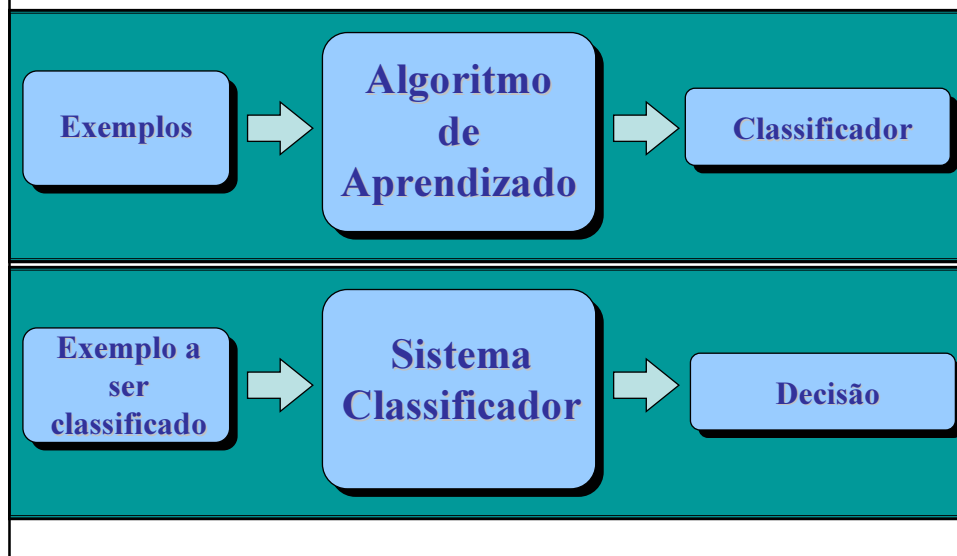 Exemplos
Algoritmo
de
Aprendizado
Classificador
Exemplo a
ser
classificado
Sistema
Classificador
Decisão